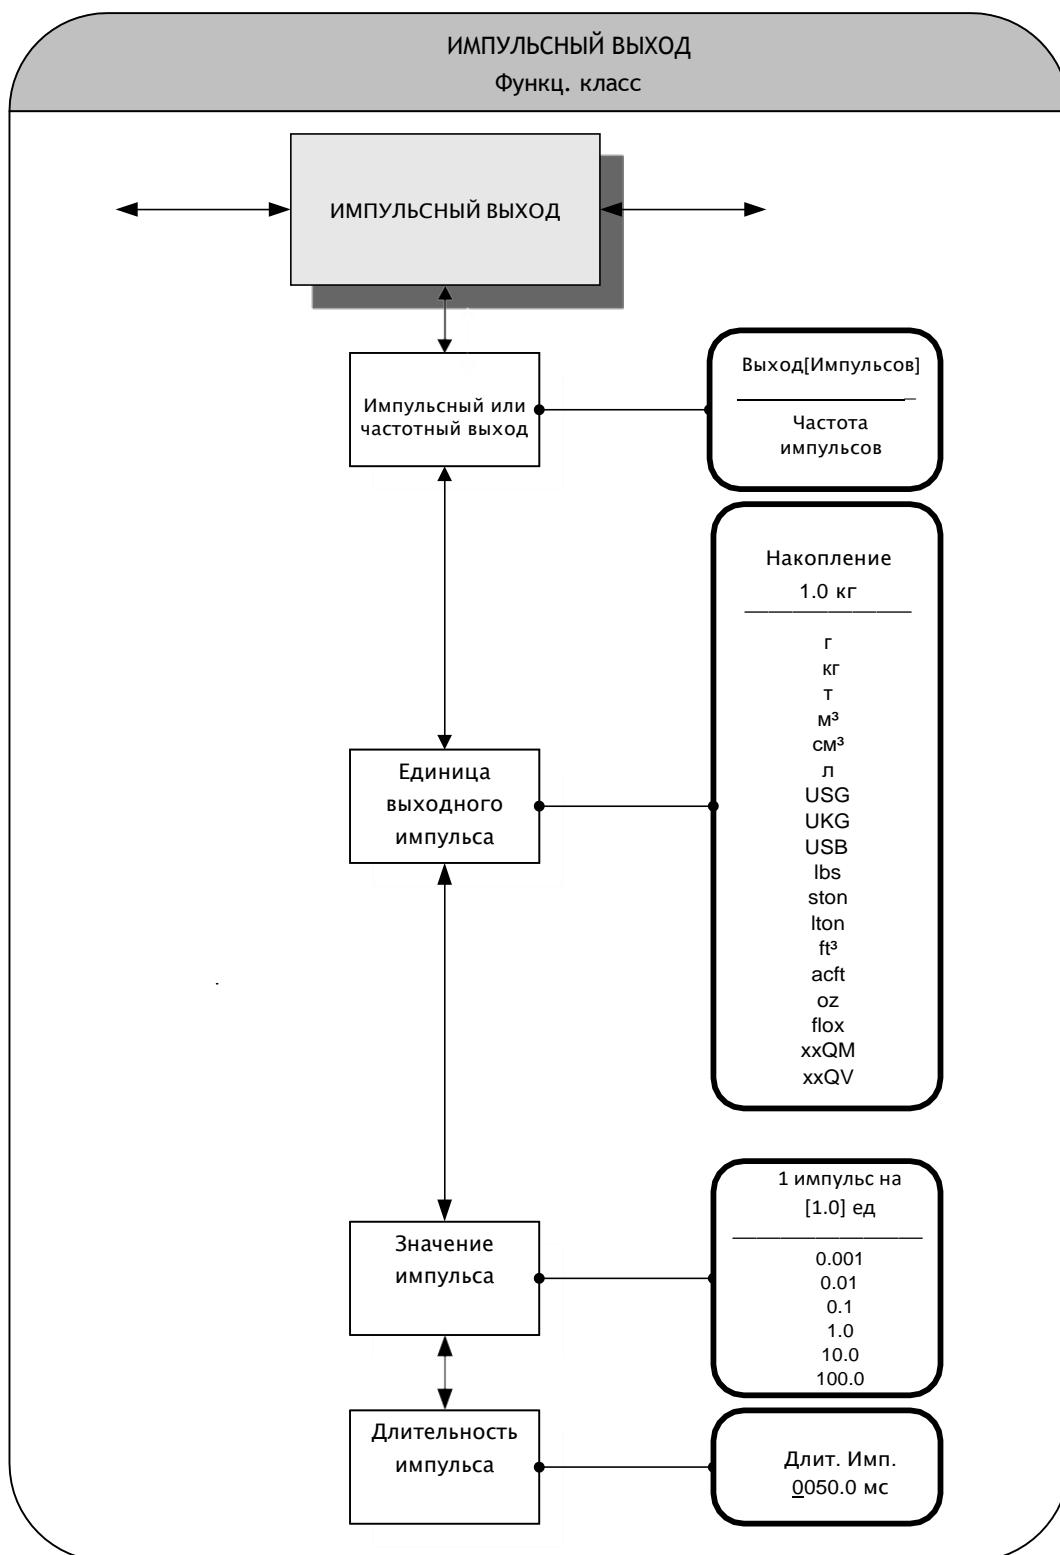 ИМПУЛЬСНЫЙ ВЫХОД
Функц. класс
ИМПУЛЬСНЫЙ ВЫХОД
Импульсный или
частотный выход
Выход[Импульсов]
Частота
импульсов
Единица
выходного
импульса
Накопление
1.0 кг
г
кг
т
м³
см³
л
USG
UKG
USB
lbs
ston
lton
ft³
acft
oz
flox
xxQM
xxQV
Значение
импульса
1 импульс на
[1.0] ед
0.001
0.01
0.1
1.0
10.0
100.0
Длительность
импульса
Длит. Имп.
0050.0 мс